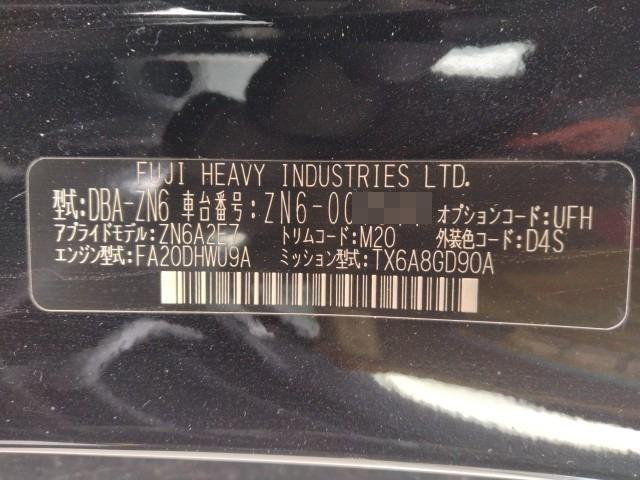 FUJI HEAVY INDUSTRIES LTD.
型式:DBA-ZN6 車台番号:ZN6-00 オプションコード:UFH
アプライドモデル:ZN6A2E7 トリムコード:M20 外装色コード:D4S
エンジン型式:FA20DHWU9A ミッション型式:TX6A8GD90A